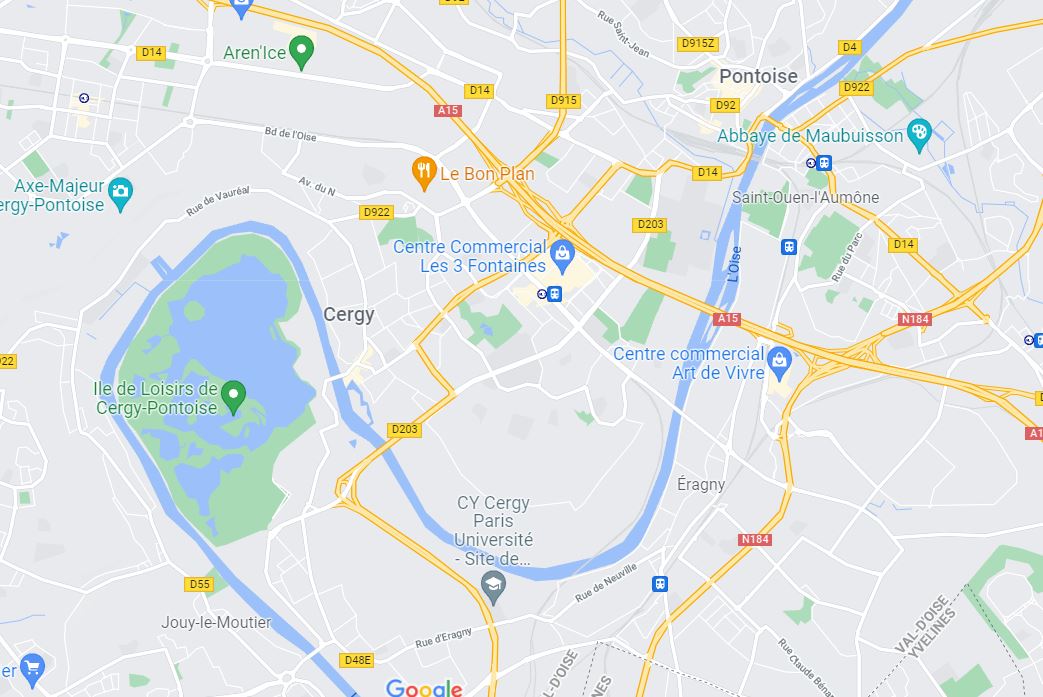 Rue Saint-Jean
D915Z
D4
D14
Aren'Ice
Pontoise
D922
D14
D915
D92
A15
Bd de l'Oise
Abbaye de Maubuisson
Le Bon Plan
D14
Axe-Majeur
ergy-Pontoise
Av. du N
Rue de Vauréal
Saint-Ouen-l'Aumône
D922
D203
D14
Centre Commercial
Les 3 Fontaines
L'Oise
Rue du Parc
Cergy
A15
N184
Centre commercial
Art de Vivre
922
Ile de Loisirs de
Cergy-Pontoise
D203
A1
Éragny
CY Cergy
Paris
Université
- Site de...
N184
D55
Rue de Neuville
Jouy-le-Moutier
VAL-D'OISE
YVELINES
Rue d'Eragny
D48E
er
L-D'OISE
NES
Rue Claude Béna
Google